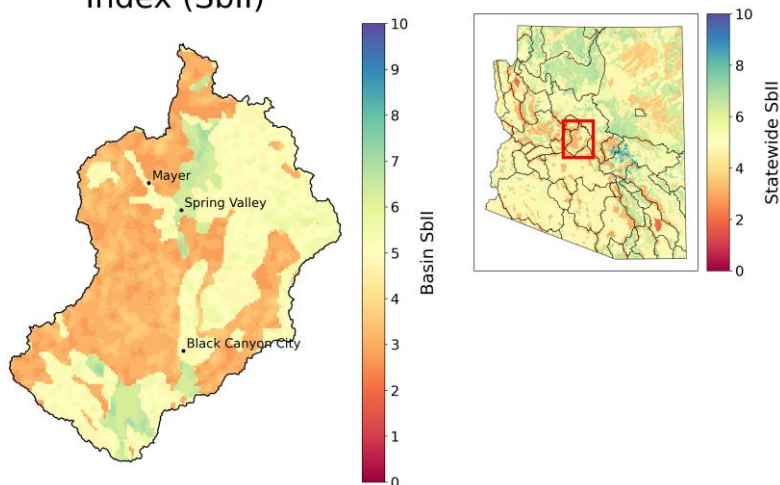 Index (SbII)
10
9
8
7
6
5
4
3
2
1
0
Basin SbII
Mayer
Spring Valley
Black Canyon City
10
8
6
4
2
0
Statewide SbII